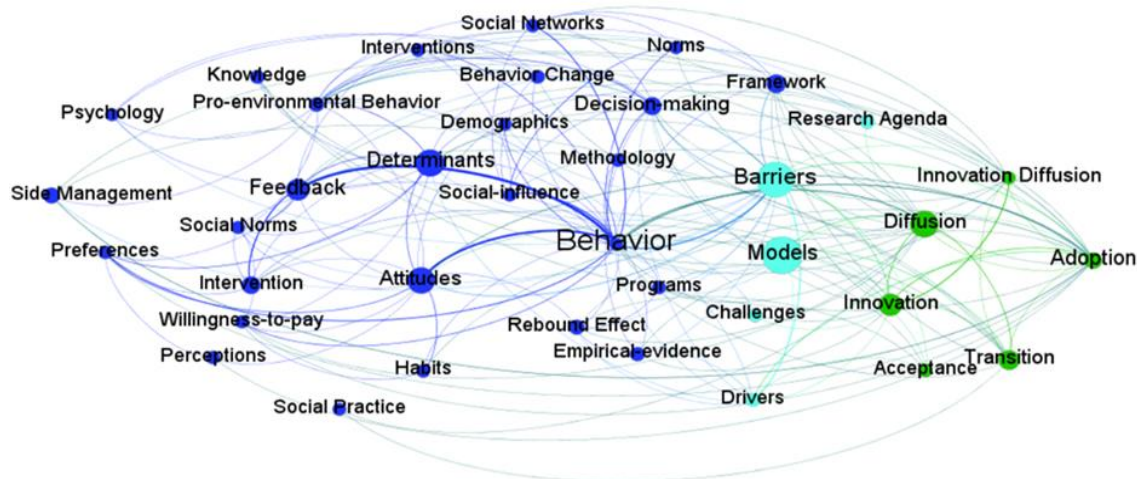 Social Networks
Interventions
Norms
Knowledge
Behavior Change
Framework
Pro-environmental Behavior
Decision-making
Psychology
Demographics
Research Agenda
Determinants
Methodology
Barriers
Innovation Diffusion
Feedback
Social-influence
Side Management
Social Norms
Diffusion
Behavior
Preferences
Models
Adoption
Intervention
Attitudes
Programs
Innovation
Willingness-to-pay
Rebound Effect
Challenges
Perceptions
Empirical-evidence
Transition
Habits
Acceptance
Drivers
Social Practice